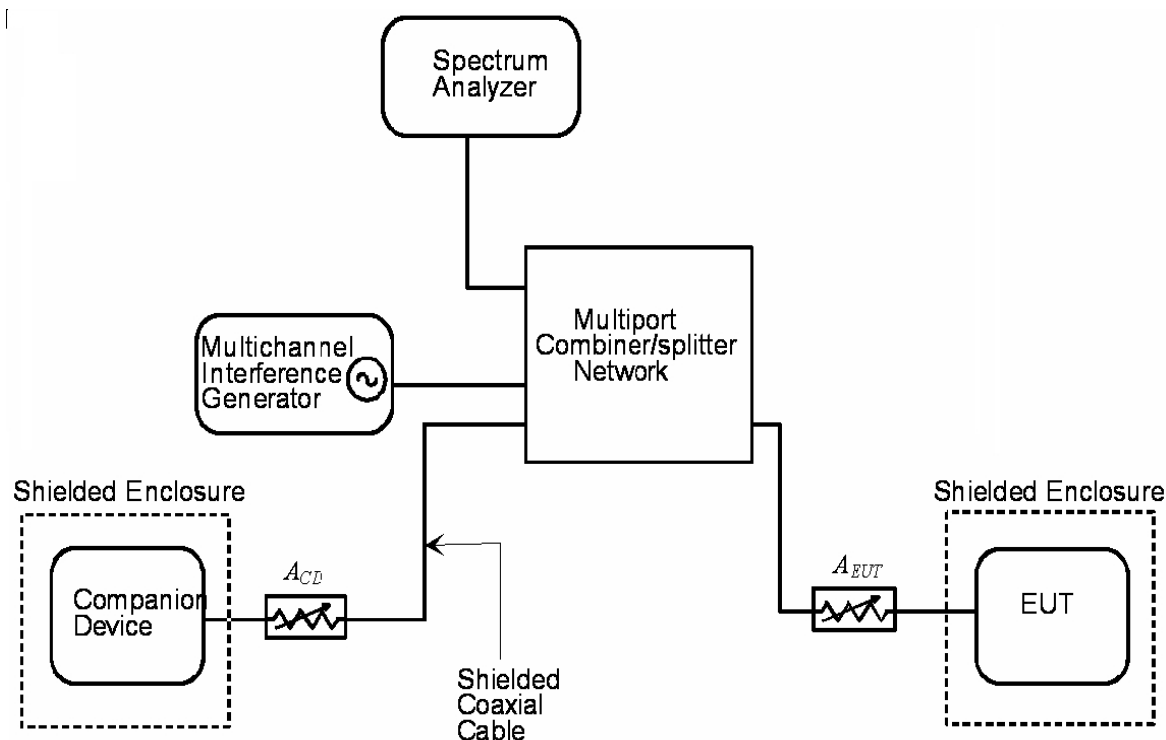 Spectrum
Analyzer
Multiport
Combiner/splitter
Network
Multichannel
Interference
Generator
Shielded Enclosure
Shielded Enclosure
A_CD
A_EUT
Companion
Device
EUT
Shielded
Coaxial
Cable